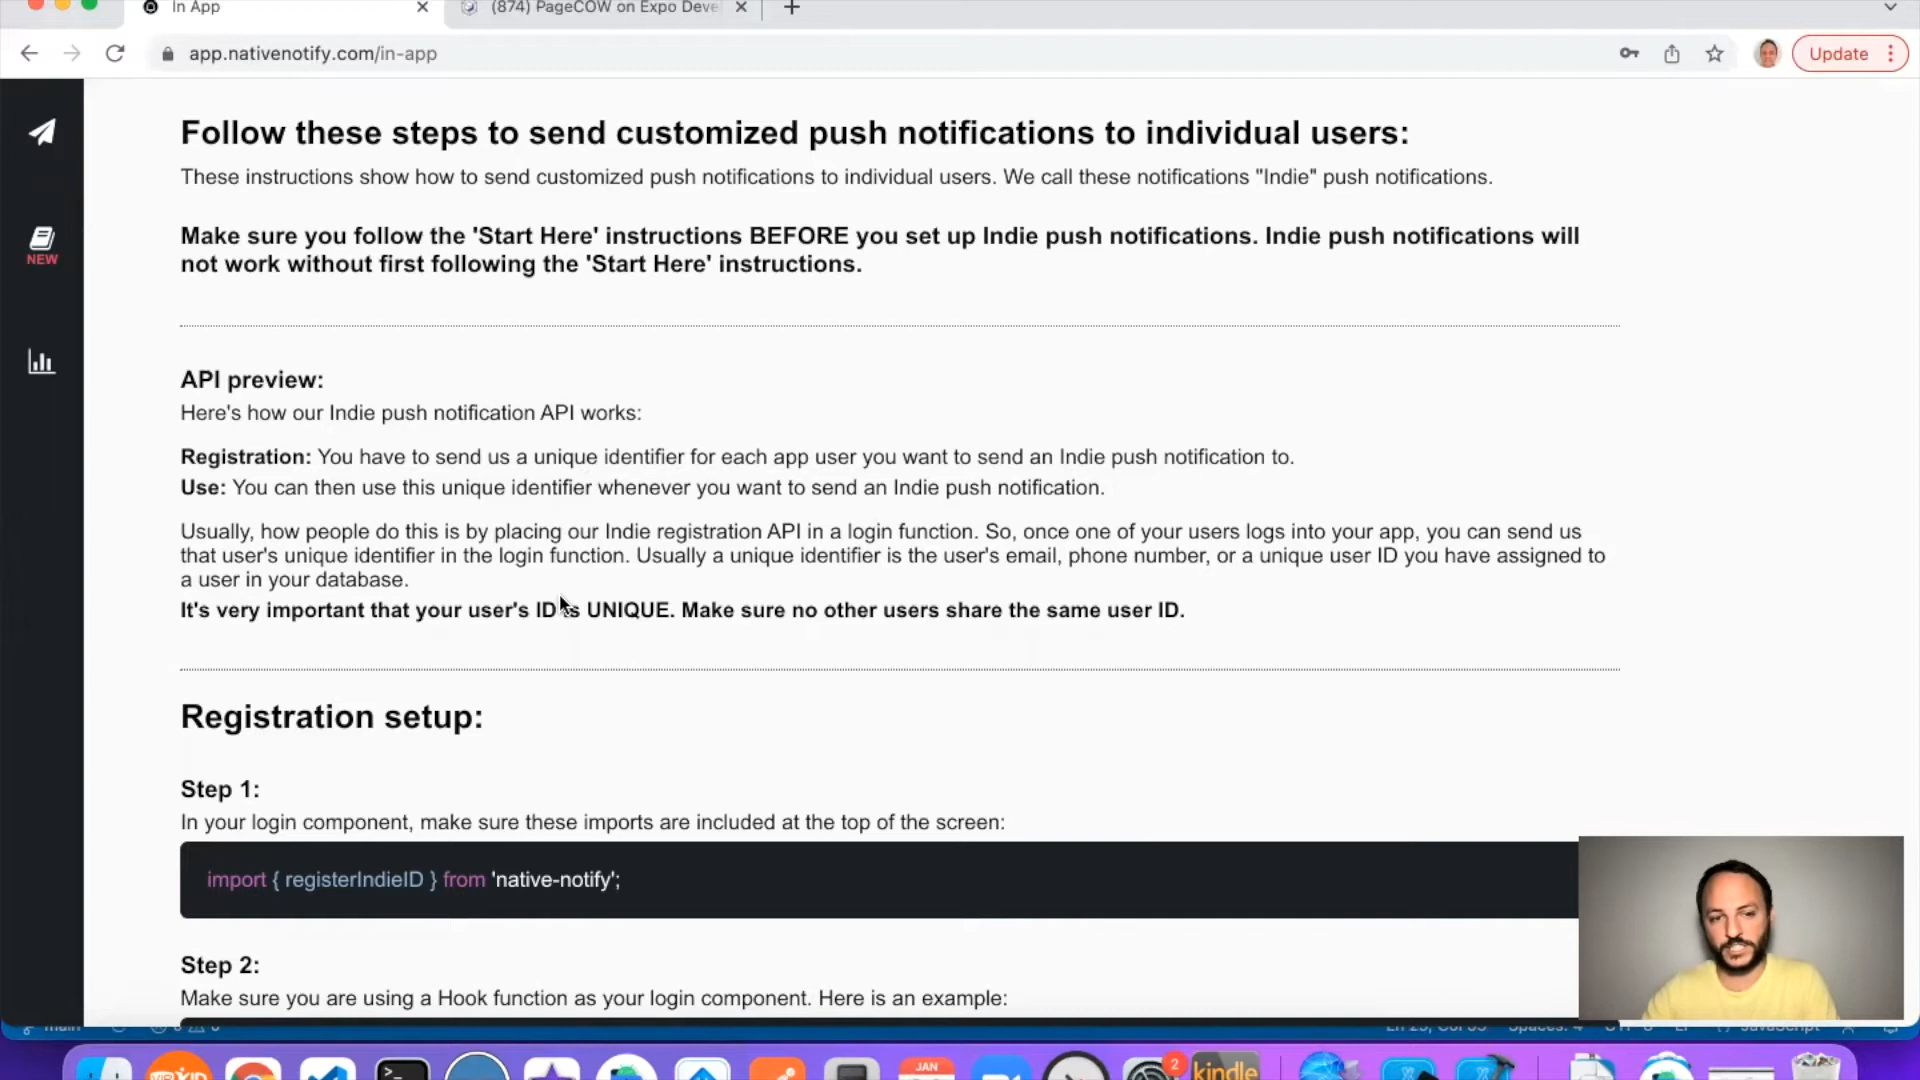 In App
(874) PageCOW on Expo Deve
app.nativenotify.com/in-app
Update
Follow these steps to send customized push notifications to individual users:
These instructions show how to send customized push notifications to individual users. We call these notifications "Indie" push notifications.
Make sure you follow the 'Start Here' instructions BEFORE you set up Indie push notifications. Indie push notifications will
not work without first following the 'Start Here' instructions.
NEW
API preview:
Here's how our Indie push notification API works:
Registration: You have to send us a unique identifier for each app user you want to send an Indie push notification to.
Use: You can then use this unique identifier whenever you want to send an Indie push notification.
Usually, how people do this is by placing our Indie registration API in a login function. So, once one of your users logs into your app, you can send us
that user's unique identifier in the login function. Usually a unique identifier is the user's email, phone number, or a unique user ID you have assigned to
a user in your database.
It's very important that your user's ID is UNIQUE. Make sure no other users share the same user ID.
Registration setup:
Step 1:
In your login component, make sure these imports are included at the top of the screen:
import { registerIndieID } from 'native-notify';
Step 2:
Make sure you are using a Hook function as your login component. Here is an example:
main
JavaScript
JAN
2
kindle